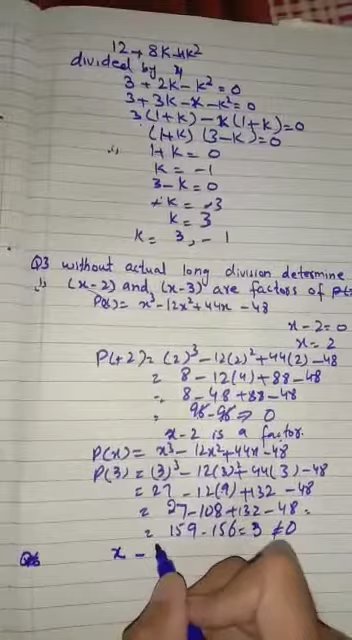 12 + 8K - 4K²
divided by 4
3 + 2K - K² = 0
3 + 3K - K - K² = 0
3(1+K) - K(1+K) = 0
(1+K) (3-K) = 0
∴ 1 + K = 0
K = -1
3 - K = 0
-K = -3
K = 3
K = 3, -1
Q3 without actual long division determine
is (x-2) and (x-3) are factors of P(x)=
P(x) = x³ - 12x² + 44x - 48
x - 2 = 0
x = 2
P(+2) = (2)³ - 12(2)² + 44(2) - 48
= 8 - 12(4) + 88 - 48
= 8 - 48 + 88 - 48
= 96 - 96 => 0
x - 2 is a factor.
P(x) = x³ - 12x² + 44x - 48
P(3) = (3)³ - 12(3)² + 44(3) - 48
= 27 - 12(9) + 132 - 48
= 27 - 108 + 132 - 48 =
= 159 - 156 = 3 ≠ 0
x -